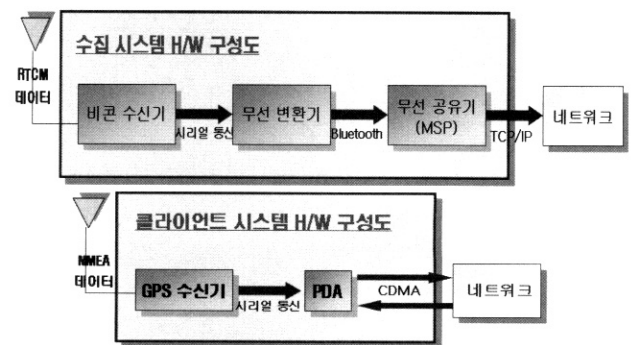 수집 시스템 H/W 구성도
RTCM
데이터
비콘 수신기
시리얼 통신
무선 변환기
Bluetooth
무선 공유기
(MSP)
TCP/IP
네트워크
클라이언트 시스템 H/W 구성도
NMEA
데이터
GPS 수신기
시리얼 통신
PDA
CDMA
네트워크